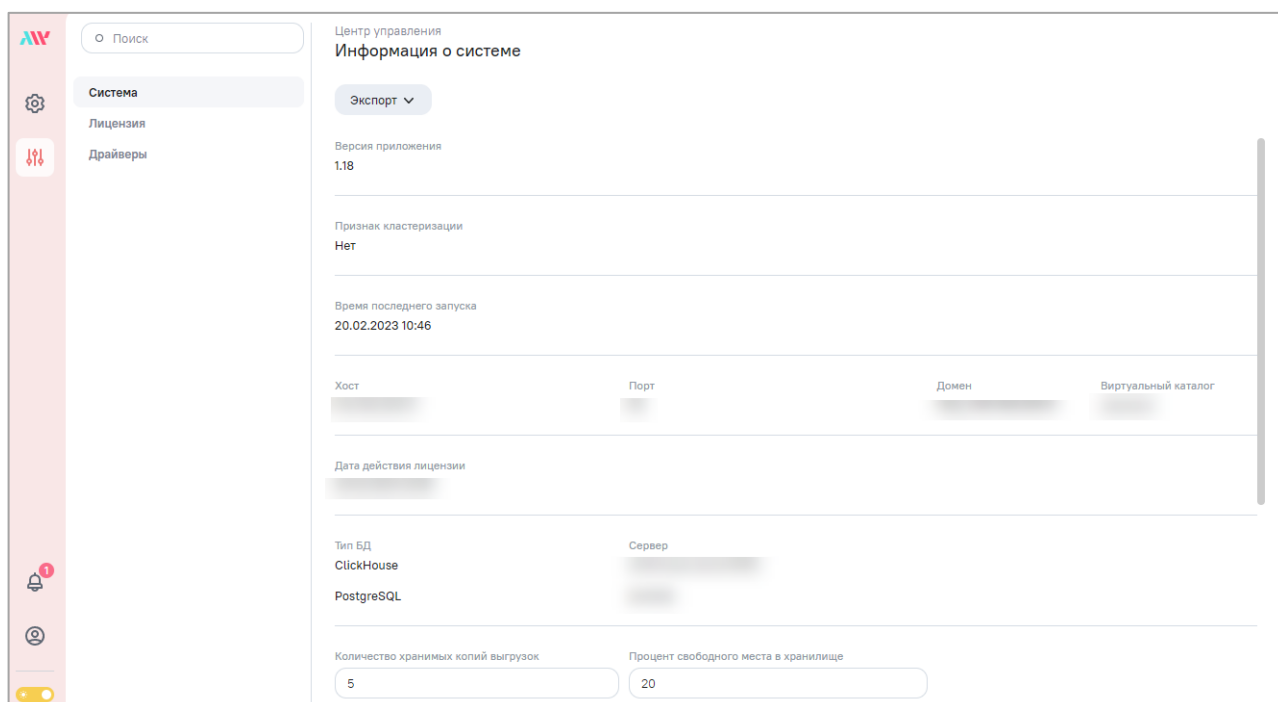 AW
Поиск
Система
Лицензия
Драйверы
Центр управления
Информация о системе
Экспорт
Версия приложения
1.18
Признак кластеризации
Нет
Время последнего запуска
20.02.2023 10:46
Хост Порт Домен Виртуальный каталог
Дата действия лицензии
Тип БД Сервер
ClickHouse
PostgreSQL
Количество хранимых копий выгрузок Процент свободного места в хранилище
5 20
1